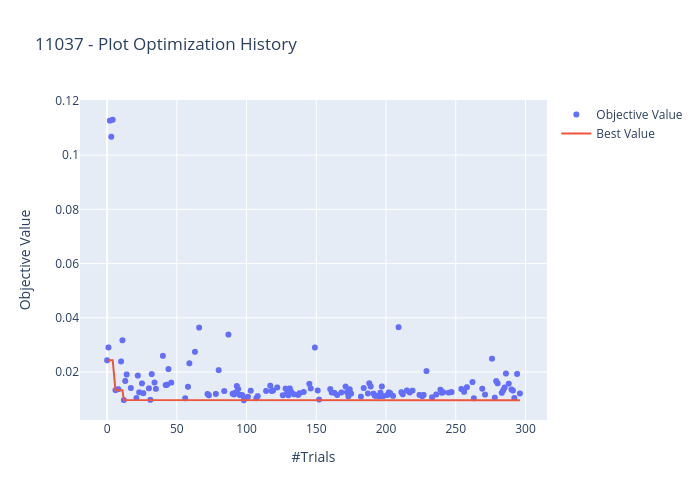 11037 - Plot Optimization History
0.12
0.1
0.08
0.06
0.04
0.02
0
50
100
150
200
250
300
#Trials
Objective Value
Objective Value
Best Value